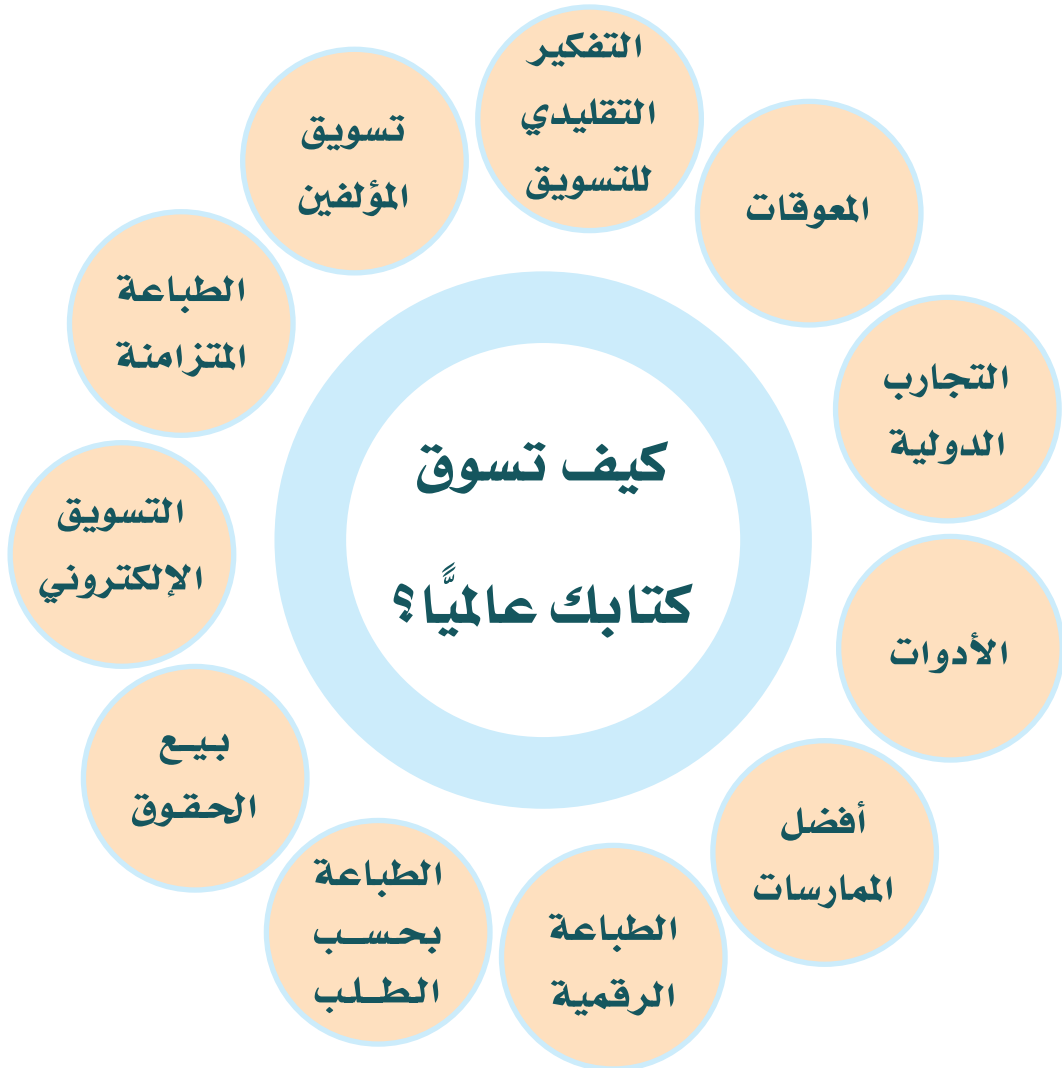 كيف تسوق
كتابك عالميًّا؟
التفكير
التقليدي
للتسويق
المعوقات
التجارب
الدولية
الأدوات
أفضل
الممارسات
الطباعة
الرقمية
الطباعة
بحسب
الطلب
بيع
الحقوق
التسويق
الإلكتروني
الطباعة
المتزامنة
تسويق
المؤلفين